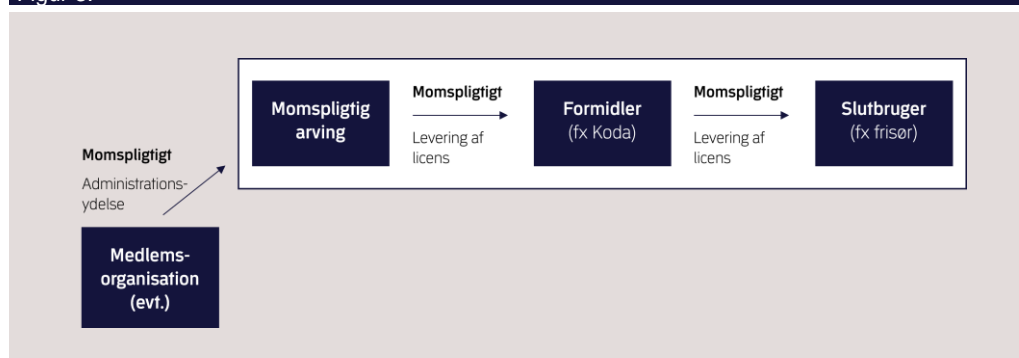 Momspligtig
arving
Momspligtigt
Levering af
licens
Formidler
(fx Koda)
Momspligtigt
Levering af
licens
Slutbruger
(fx frisør)
Momspligtigt
Administrations-
ydelse
Medlems-
organisation
(evt.)